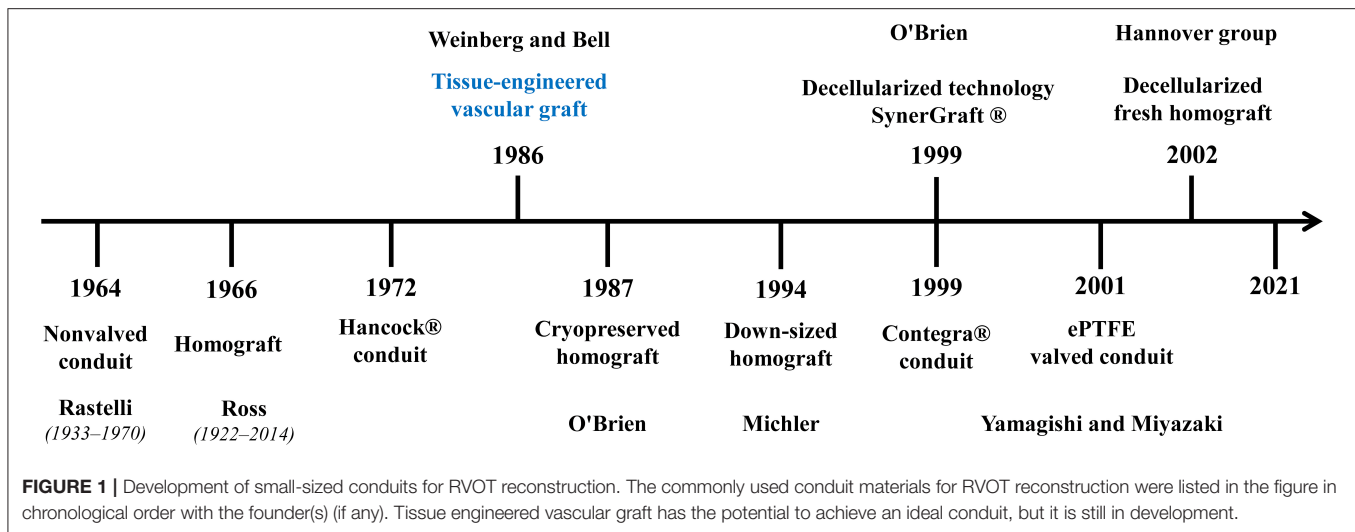 Weinberg and Bell
O'Brien
Hannover group
Tissue-engineered
vascular graft
Decellularized technology
SynerGraft ®
Decellularized
fresh homograft
1986
1999
2002
1964
1966
1972
1987
1994
1999
2001
2021
Nonvalved
conduit
Homograft
Hancock®
conduit
Cryopreserved
homograft
Down-sized
homograft
Contegra®
conduit
ePTFE
valved conduit
Rastelli
(1933–1970)
Ross
(1922–2014)
O'Brien
Michler
Yamagishi and Miyazaki
FIGURE 1 | Development of small-sized conduits for RVOT reconstruction. The commonly used conduit materials for RVOT reconstruction were listed in the figure in
chronological order with the founder(s) (if any). Tissue engineered vascular graft has the potential to achieve an ideal conduit, but it is still in development.